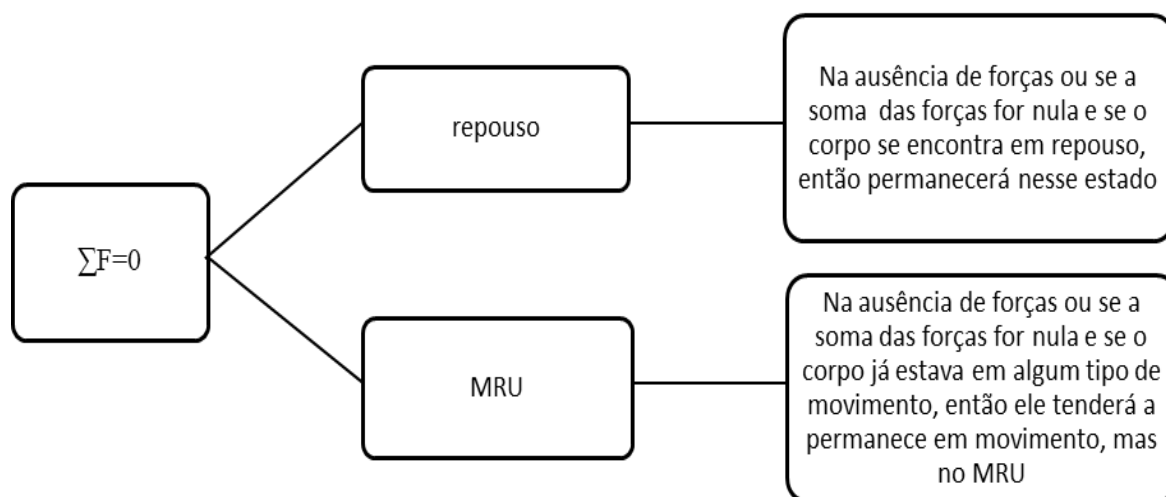 ∑F=0
repouso
Na ausência de forças ou se a
soma das forças for nula e se o
corpo se encontra em repouso,
então permanecerá nesse estado
MRU
Na ausência de forças ou se a
soma das forças for nula e se o
corpo já estava em algum tipo de
movimento, então ele tenderá a
permanece em movimento, mas
no MRU